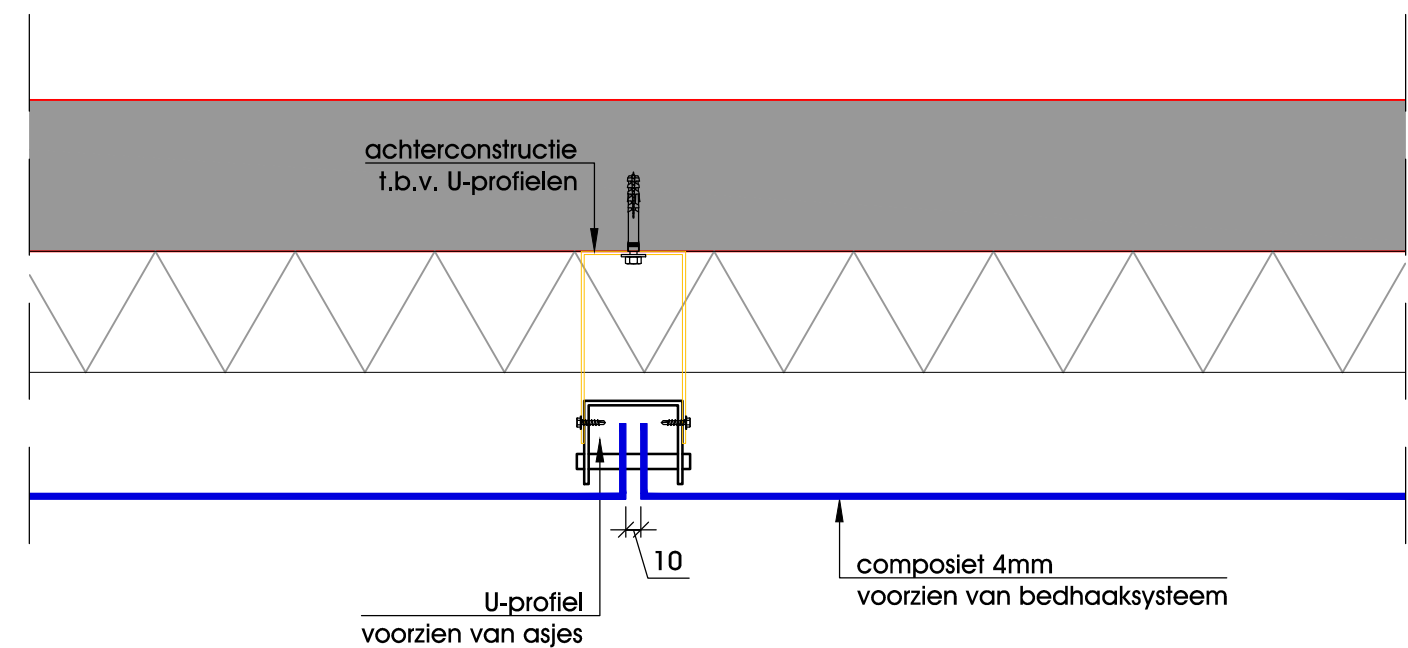 achterconstructie
t.b.v. U-profielen
10
composiet 4mm
voorzien van bedhaaksysteem
U-profiel
voorzien van asjes